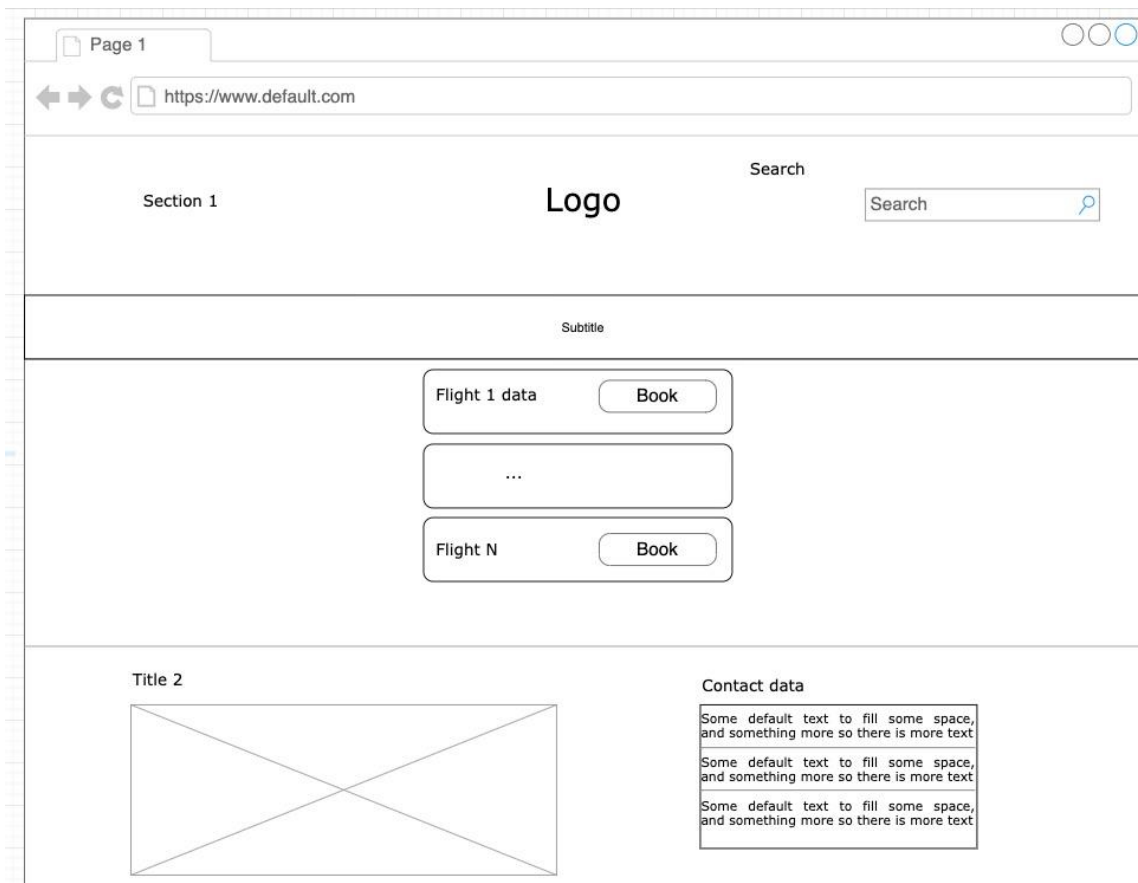 Page 1
https://www.default.com
Search
Section 1
Logo
Search
Subtitle
Flight 1 data
Book
...
Flight N
Book
Title 2
Contact data
Some default text to fill some space,
and something more so there is more text
Some default text to fill some space,
and something more so there is more text
Some default text to fill some space,
and something more so there is more text